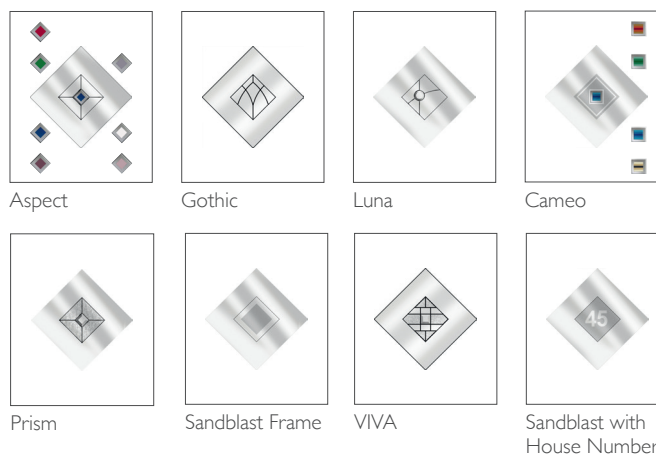 Aspect
Gothic
Luna
Cameo
Prism
Sandblast Frame
VIVA
45
Sandblast with
House Number